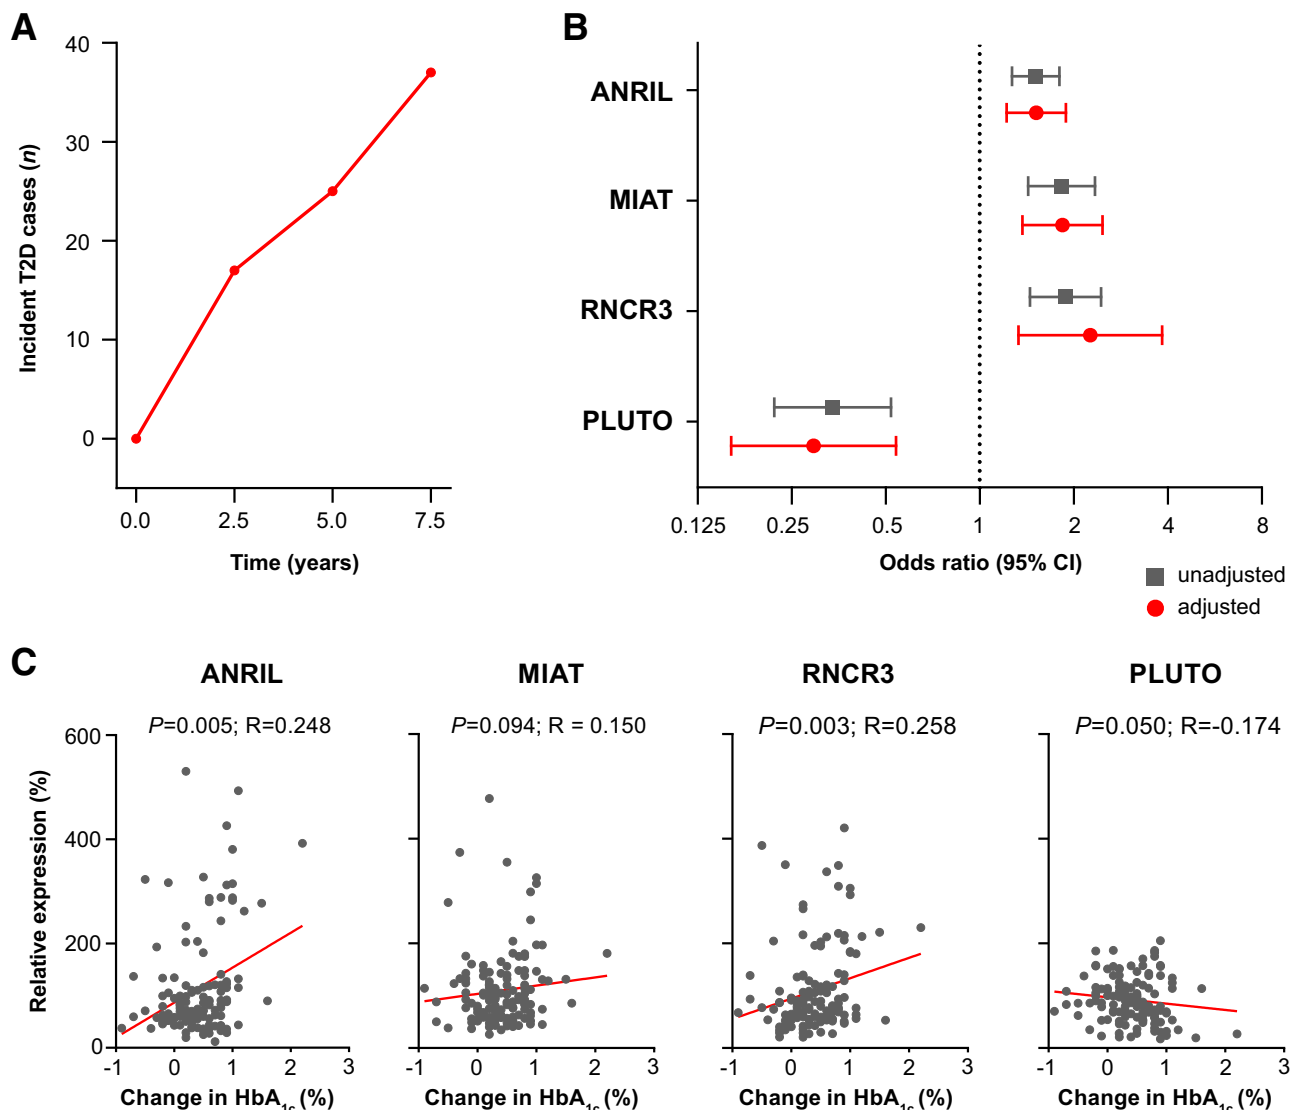 A
Incident T2D cases (n)
40
30
20
10
0
0.0 2.5 5.0 7.5
Time (years)
B
ANRIL
MIAT
RNCR3
PLUTO
0.125 0.25 0.5 1 2 4 8
Odds ratio (95% CI)
unadjusted
adjusted
C
ANRIL MIAT RNCR3 PLUTO
P=0.005; R=0.248 P=0.094; R = 0.150 P=0.003; R=0.258 P=0.050; R=-0.174
Relative expression (%)
600
400
200
0
-1 0 1 2 3 -1 0 1 2 3 -1 0 1 2 3 -1 0 1 2 3
Change in HbA1c (%) Change in HbA1c (%) Change in HbA1c (%) Change in HbA1c (%)